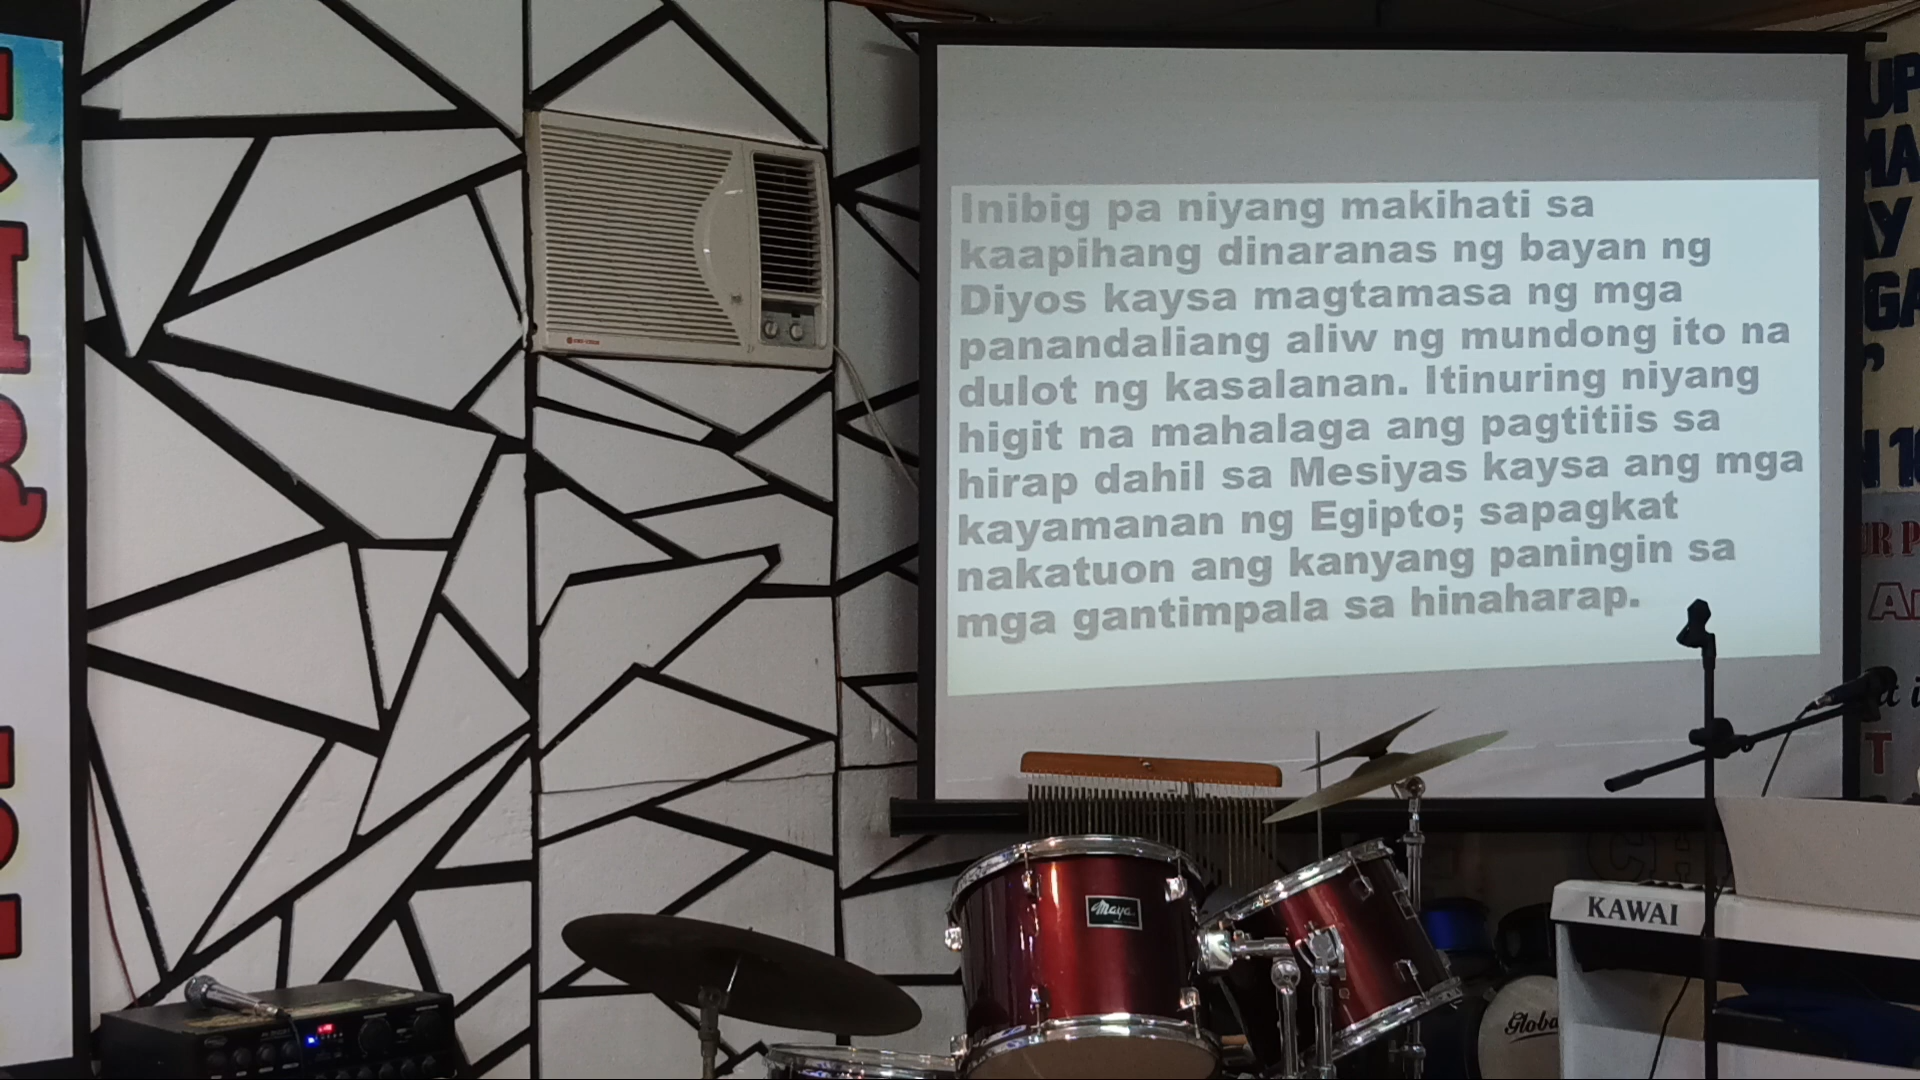 Inibig pa niyang makihati sa
kaapihang dinaranas ng bayan ng
Diyos kaysa magtamasa ng mga
panandaliang aliw ng mundong ito na
dulot ng kasalanan. Itinuring niyang
higit na mahalaga ang pagtitiis sa
hirap dahil sa Mesiyas kaysa ang mga
kayamanan ng Egipto; sapagkat
nakatuon ang kanyang paningin sa
mga gantimpala sa hinaharap.
Maya
KAWAI